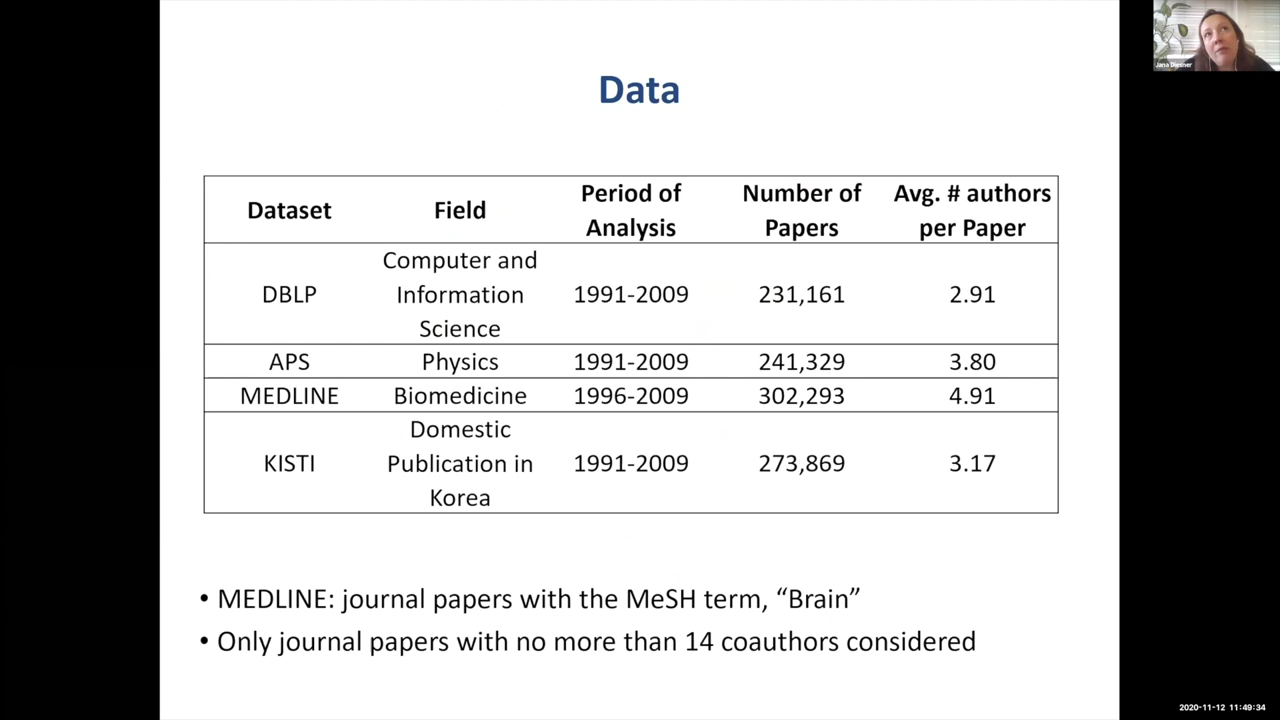 Data
Dataset Field Period of Analysis Number of Papers Avg. # authors per Paper
DBLP Computer and Information Science 1991-2009 231,161 2.91
APS Physics 1991-2009 241,329 3.80
MEDLINE Biomedicine 1996-2009 302,293 4.91
KISTI Domestic Publication in Korea 1991-2009 273,869 3.17
• MEDLINE: journal papers with the MeSH term, “Brain”
• Only journal papers with no more than 14 coauthors considered
Jana Diesner
2020-11-12 11:49:34